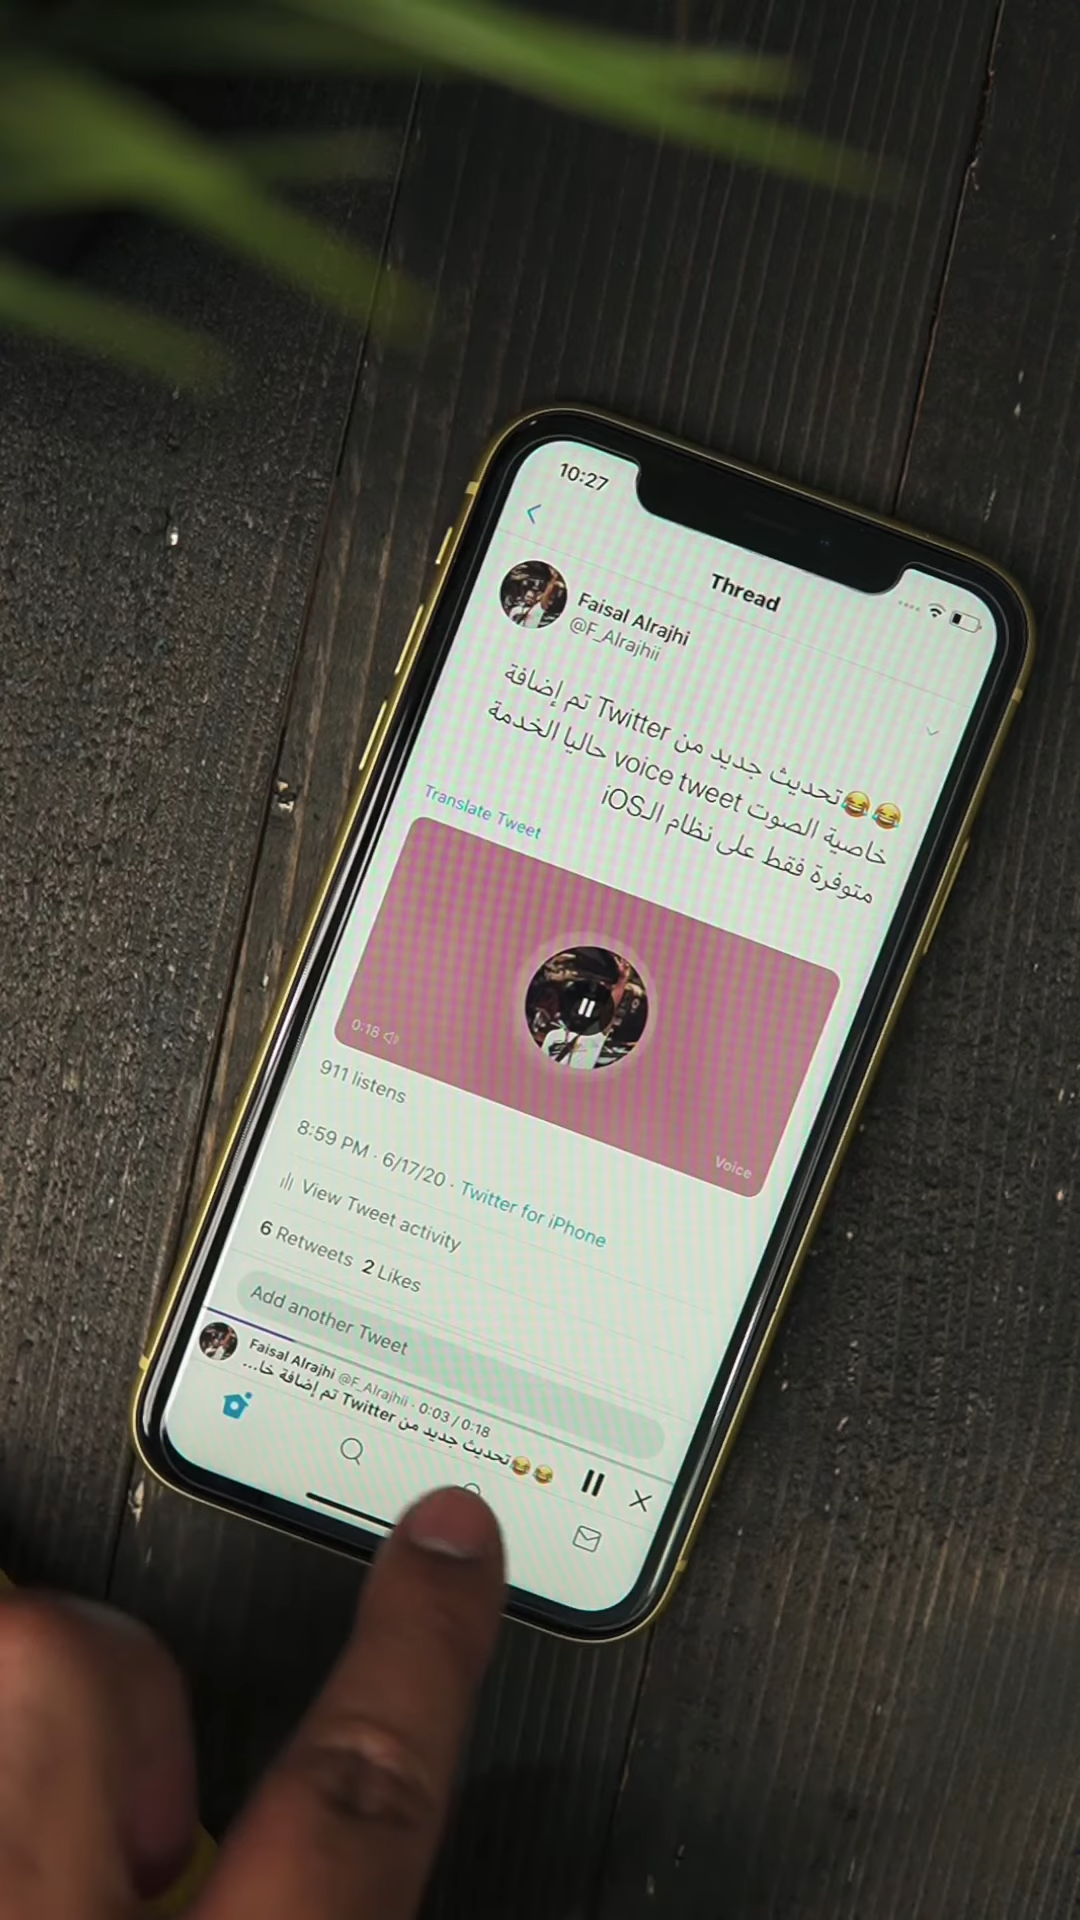 10:27
Thread
Faisal Alrajhi
@F_Alrajhii
😂😂تحديث جديد من Twitter تم إضافة
خاصية الصوت voice tweet حاليا الخدمة
متوفرة فقط على نظام الـiOS
Translate Tweet
0:18
Voice
911 listens
8:59 PM · 6/17/20 · Twitter for iPhone
View Tweet activity
6 Retweets 2 Likes
Add another Tweet
Faisal Alrajhi @F_Alrajhii · 0:03 / 0:18
😂😂تحديث جديد من Twitter تم إضافة خا...